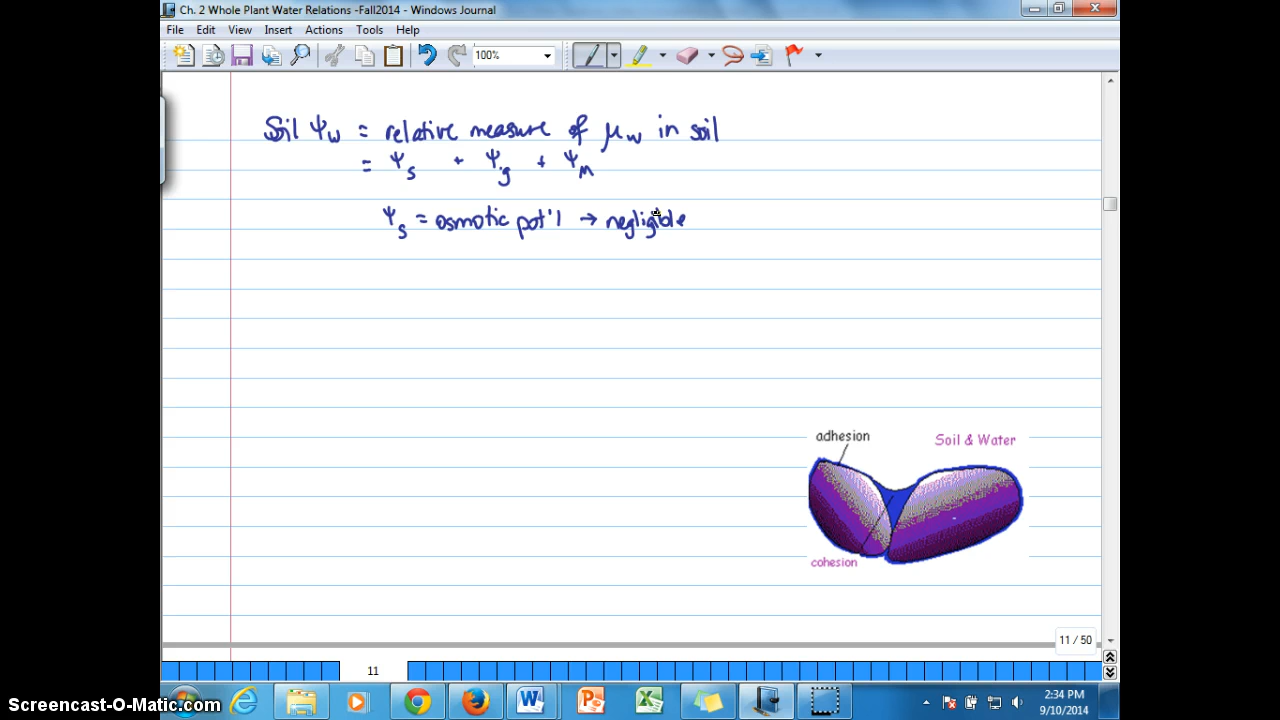 Ch. 2 Whole Plant Water Relations -Fall2014 - Windows Journal
File Edit View Insert Actions Tools Help
100%
Soil Ψw = relative measure of μw in soil
= Ψs + Ψg + Ψm
Ψs = osmotic pot'l → negligible
adhesion
Soil & Water
cohesion
11 / 50
11
2:34 PM
9/10/2014
Screencast-O-Matic.com